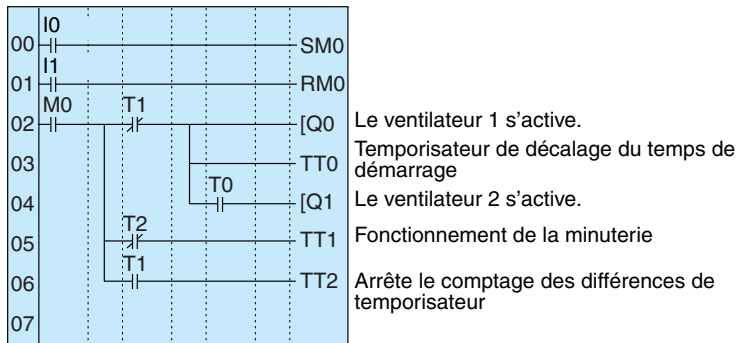 I0
00 SM0
I1
01 RM0
M0 T1
02 [Q0 Le ventilateur 1 s'active.
03 TT0 Temporisateur de décalage du temps de
démarrage
T0
04 [Q1 Le ventilateur 2 s'active.
T2
05 TT1 Fonctionnement de la minuterie
T1
06 TT2 Arrête le comptage des différences de
temporisateur
07